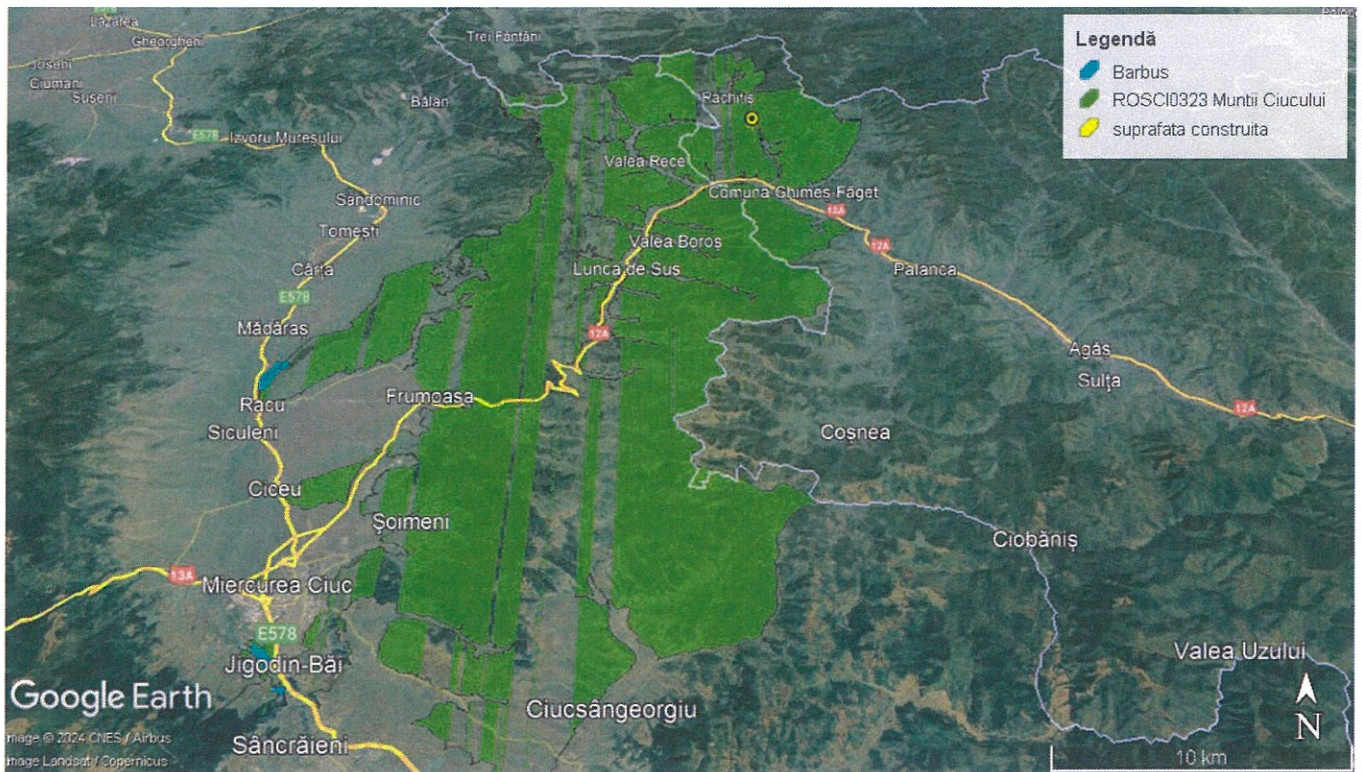 Lăzarea
Gheorgheni
Joseni
Ciumani
Suseni
Trei Fântâni
Bălan
E578
Izvoru Mureșului
Sândominic
Tomești
Cârța
E578
Mădăraș
Racu
Siculeni
Frumoasa
Ciceu
Șoimeni
13A
Miercurea Ciuc
E578
Jigodin-Băi
Sâncrăieni
Ciucsângeorgiu
Răchitiș
Valea Rece
Comuna Ghimeș-Făget
12A
12A
Valea Boroș
Lunca de Sus
Palanca
12A
Agăș
Sulța
12A
Coșnea
Ciobăniș
Valea Uzului
Legendă
Barbus
ROSCI0323 Muntii Ciucului
suprafata construita
Google Earth
Image © 2024 CNES / Airbus
Image Landsat / Copernicus
N
10 km